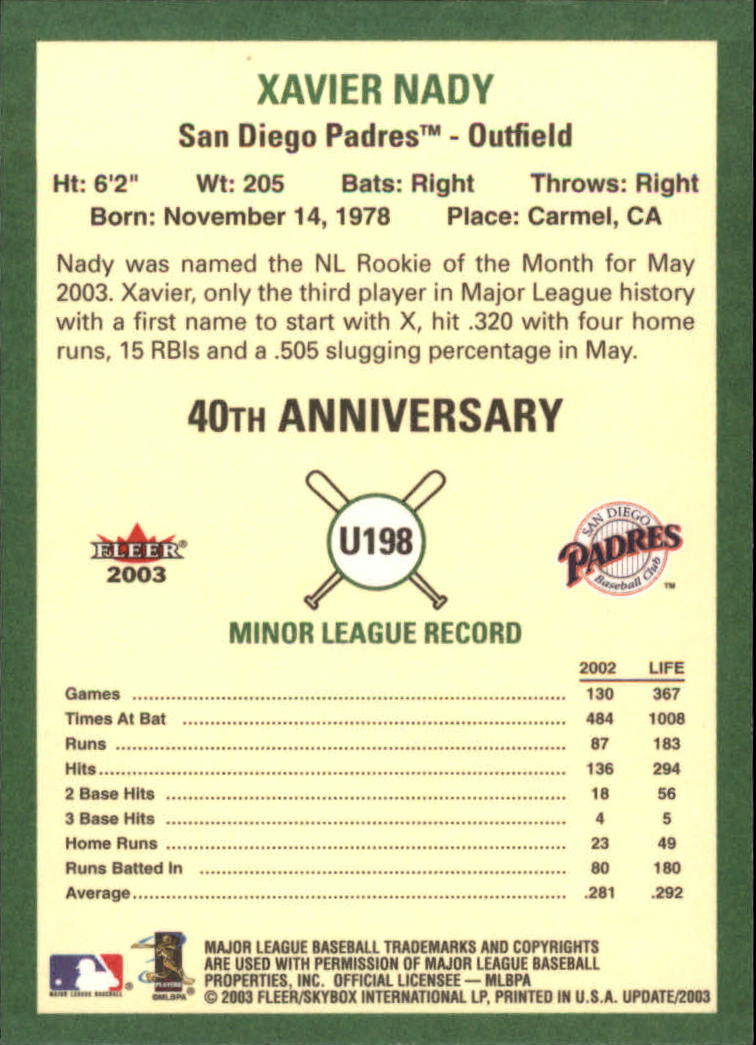 XAVIER NADY
San Diego Padres™ - Outfield
Ht: 6'2" Wt: 205 Bats: Right Throws: Right
Born: November 14, 1978 Place: Carmel, CA
Nady was named the NL Rookie of the Month for May
2003. Xavier, only the third player in Major League history
with a first name to start with X, hit .320 with four home
runs, 15 RBIs and a .505 slugging percentage in May.
40TH ANNIVERSARY
FLEER®
2003
U198
SAN DIEGO
PADRES
Baseball Club
™
MINOR LEAGUE RECORD
2002 LIFE
Games 130 367
Times At Bat 484 1008
Runs 87 183
Hits 136 294
2 Base Hits 18 56
3 Base Hits 4 5
Home Runs 23 49
Runs Batted In 80 180
Average .281 .292
MAJOR LEAGUE BASEBALL®
PLAYERS
©MLBPA
MAJOR LEAGUE BASEBALL TRADEMARKS AND COPYRIGHTS
ARE USED WITH PERMISSION OF MAJOR LEAGUE BASEBALL
PROPERTIES, INC. OFFICIAL LICENSEE — MLBPA
© 2003 FLEER/SKYBOX INTERNATIONAL LP, PRINTED IN U.S.A. UPDATE/2003